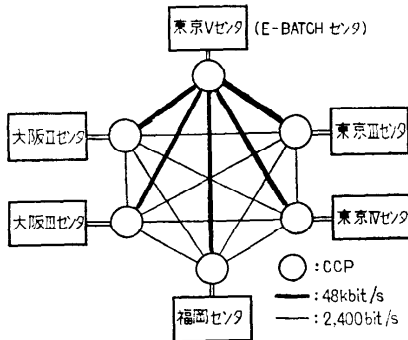 東京Ⅴセンタ (E-BATCH センタ)
大阪Ⅱセンタ
東京Ⅲセンタ
大阪Ⅲセンタ
東京Ⅳセンタ
福岡センタ
:CCP
:48kbit/s
:2,400bit/s